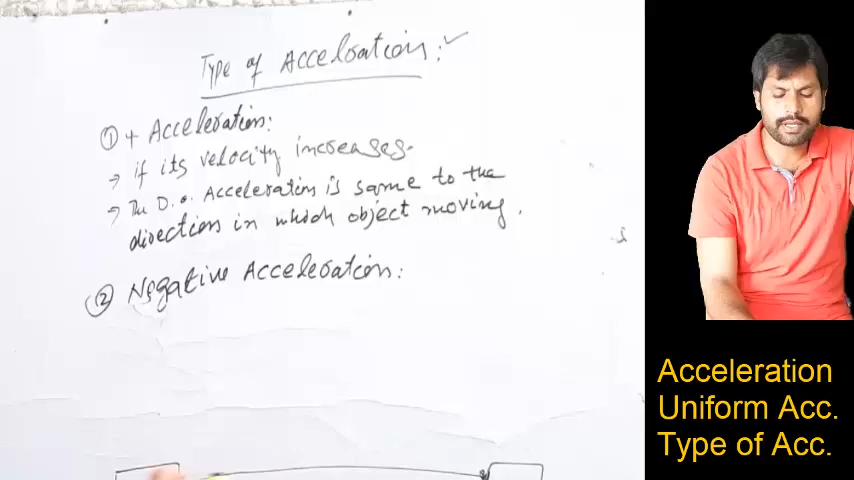 Type of Acceleration:
① + Acceleration:
→ if its velocity increases.
→ The D. o. Acceleration is same to the
direction in which object moving.
② Negative Acceleration:
Acceleration
Uniform Acc.
Type of Acc.